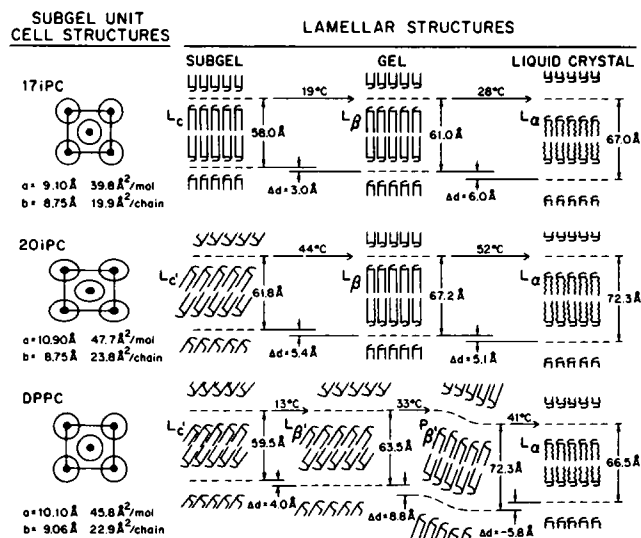 SUBGEL UNIT
CELL STRUCTURES
LAMELLAR STRUCTURES
SUBGEL
GEL
LIQUID CRYSTAL
17iPC
19°C
28°C
Lc
Lβ
Lα
58.0Å
61.0Å
67.0Å
Δd=3.0Å
Δd=6.0Å
a= 9.10Å 39.8Å²/mol
b= 8.75Å 19.9Å²/chain
20iPC
44°C
52°C
Lc'
Lβ
Lα
61.8Å
67.2Å
72.3Å
Δd=5.4Å
Δd=5.1Å
a=10.90Å 47.7Å²/mol
b= 8.75Å 23.8Å²/chain
DPPC
13°C
33°C
41°C
Lc'
Lβ'
Pβ'
Lα
59.5Å
63.5Å
72.3Å
66.5Å
Δd=4.0Å
Δd=8.8Å
Δd=-5.8Å
a=10.10Å 45.8Å²/mol
b= 9.06Å 22.9Å²/chain